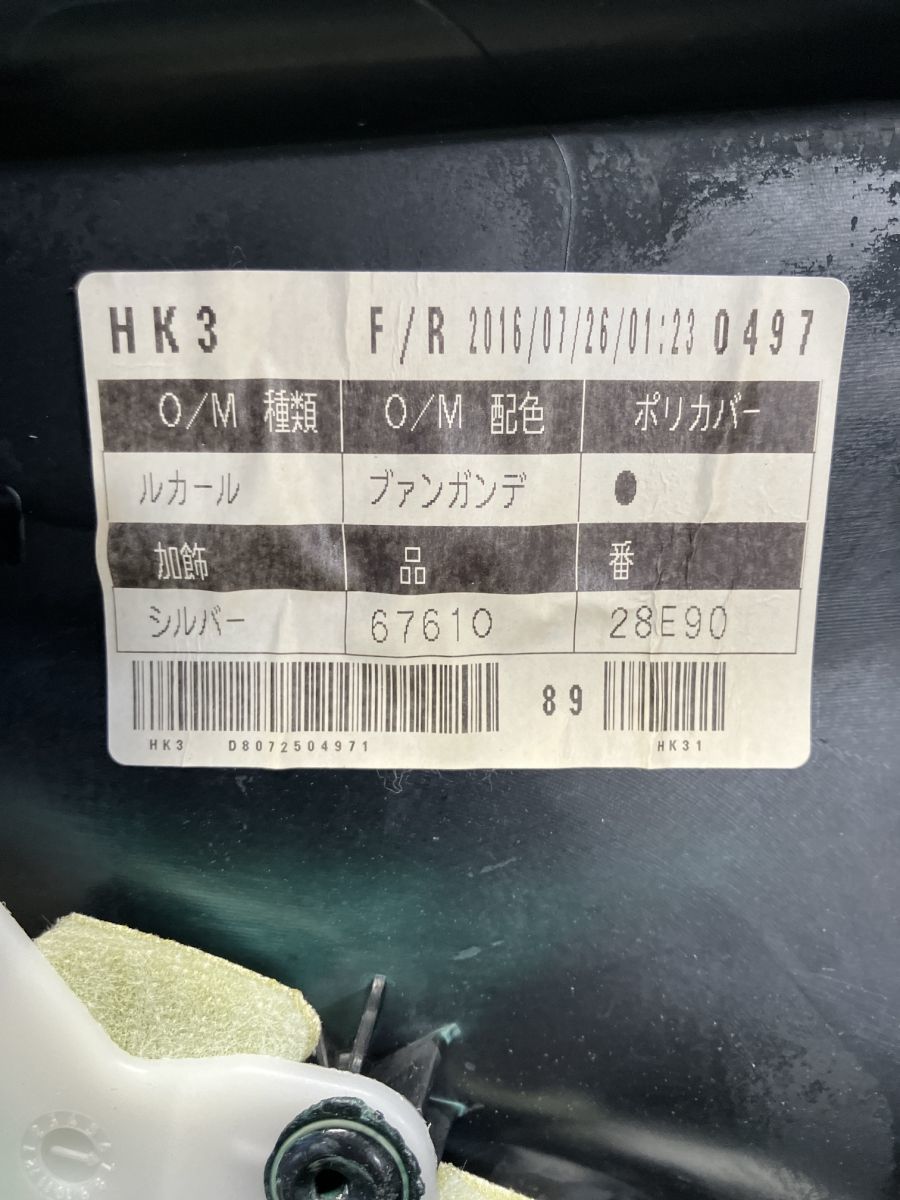 HK3 F/R 2016/07/26/01:23 0497
O/M 種類 O/M 配色 ポリカバー
ルカール ブァンガンデ ●
加飾 品 番
シルバー 67610 28E90
89
HK3 D8072504971 HK31